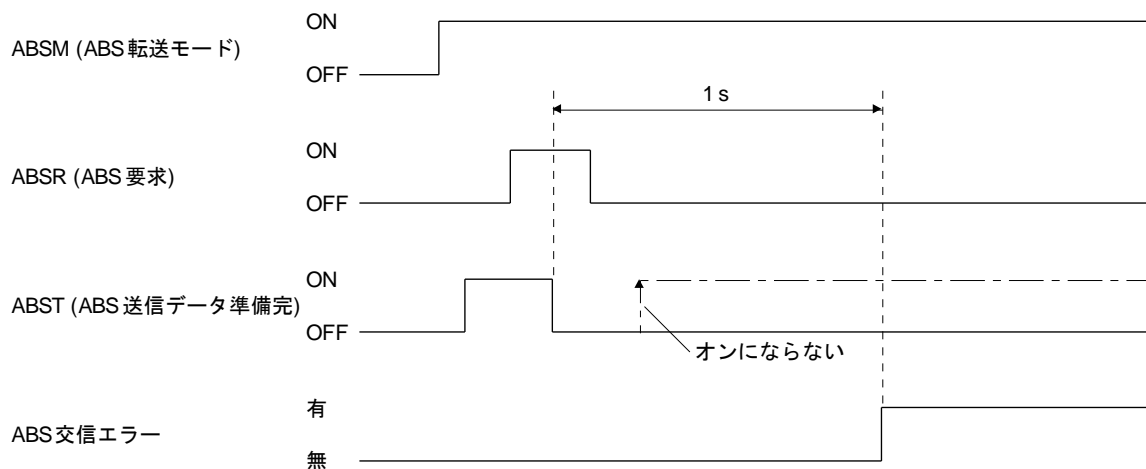 ON
ABSM (ABS転送モード)
OFF
1 s
ON
ABSR (ABS要求)
OFF
ON
ABST (ABS送信データ準備完)
OFF
オンにならない
有
ABS交信エラー
無